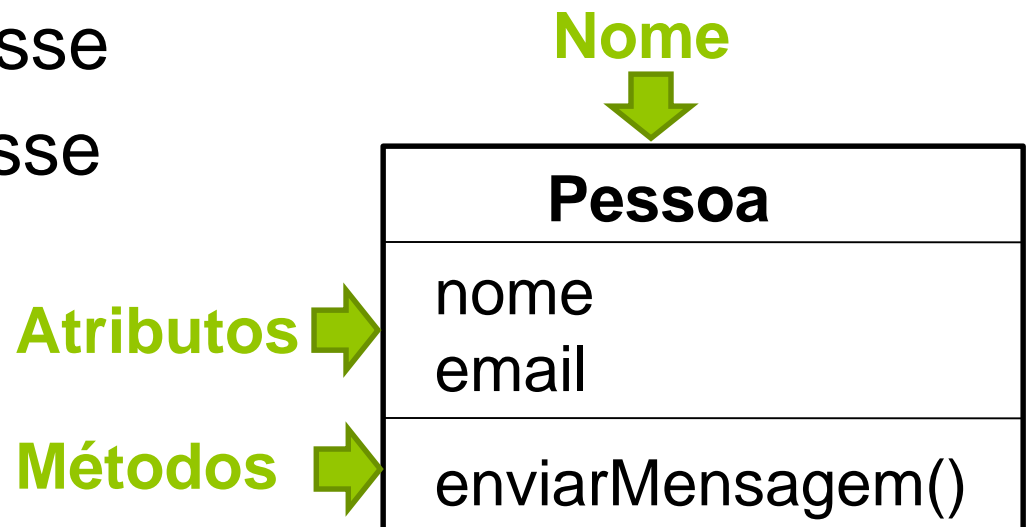 sse
sse
Nome
Pessoa
Atributos
nome
email
Métodos
enviarMensagem()